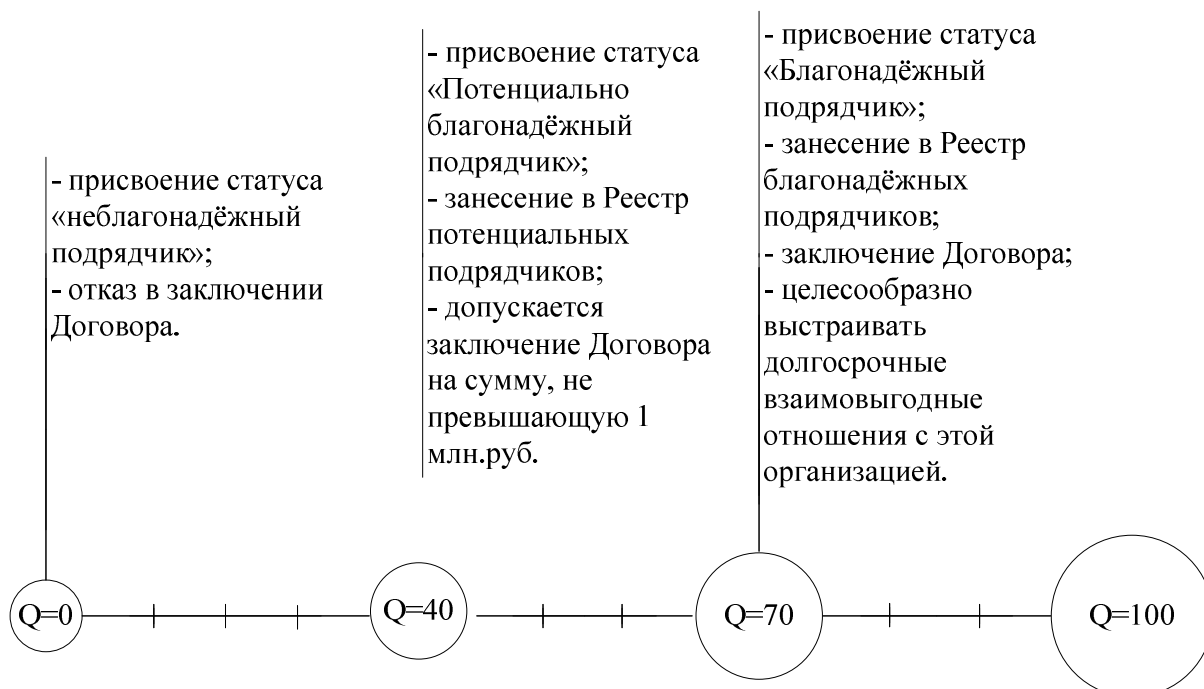 - присвоение статуса
«неблагонадёжный
подрядчик»;
- отказ в заключении
Договора.
- присвоение статуса
«Потенциально
благонадёжный
подрядчик»;
- занесение в Реестр
потенциальных
подрядчиков;
- допускается
заключение Договора
на сумму, не
превышающую 1
млн.руб.
- присвоение статуса
«Благонадёжный
подрядчик»;
- занесение в Реестр
благонадёжных
подрядчиков;
- заключение Договора;
- целесообразно
выстраивать
долгосрочные
взаимовыгодные
отношения с этой
организацией.
Q=0
Q=40
Q=70
Q=100